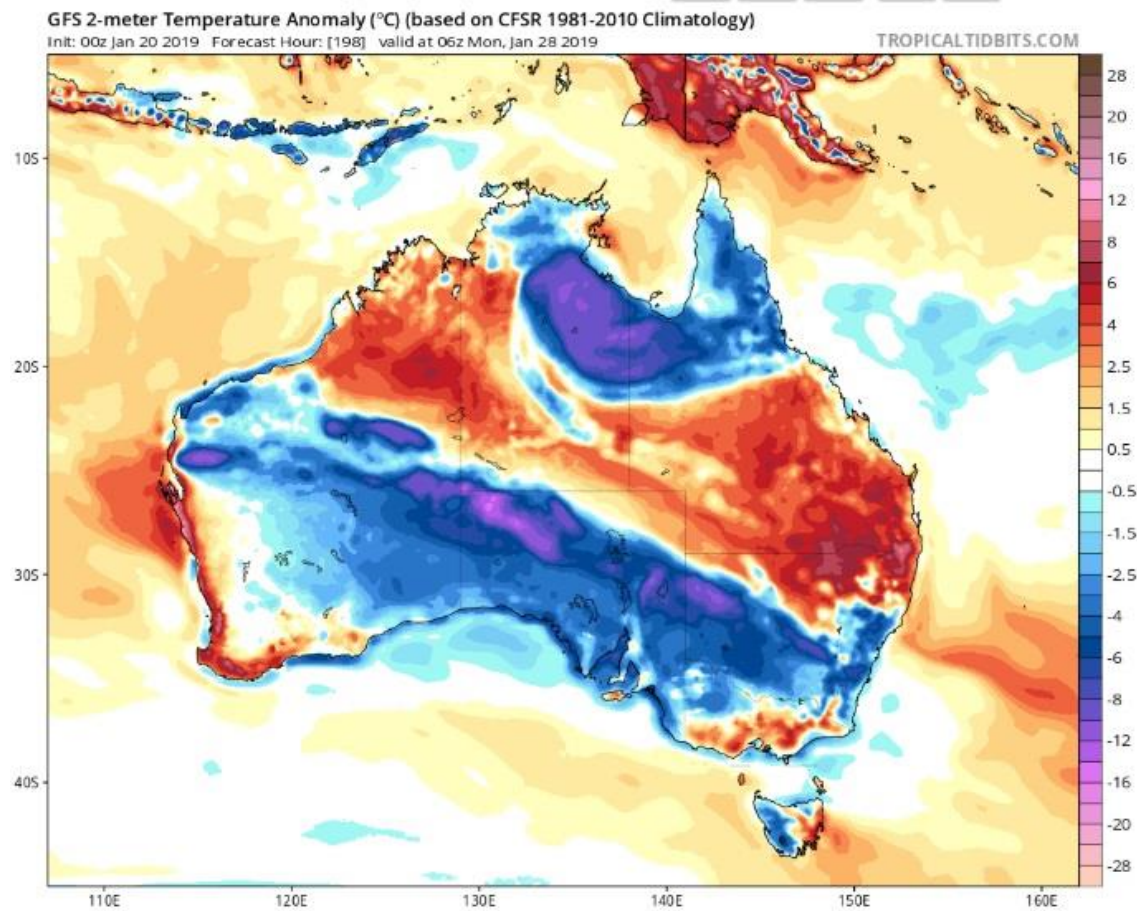 GFS 2-meter Temperature Anomaly (°C) (based on CFSR 1981-2010 Climatology)
Init: 00z Jan 20 2019 Forecast Hour: [198] valid at 06z Mon, Jan 28 2019
TROPICALTIDBITS.COM
28
20
16
12
8
6
4
2.5
1.5
0.5
-0.5
-1.5
-2.5
-4
-6
-8
-12
-16
-20
-28
10S
20S
30S
40S
110E
120E
130E
140E
150E
160E